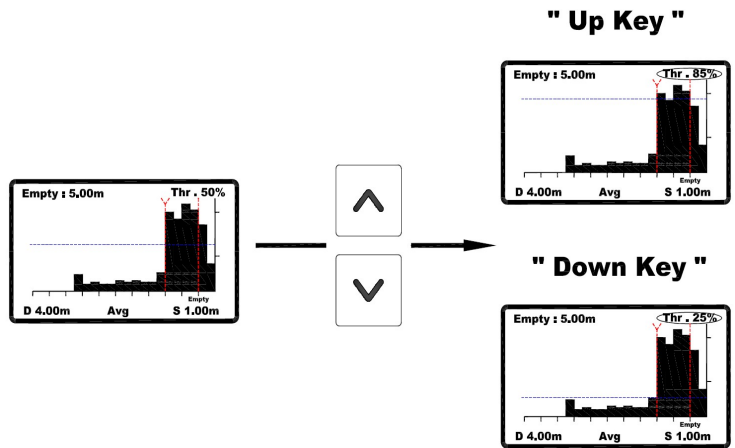 " Up Key "
Empty : 5.00m Thr . 85%
Empty
D 4.00m Avg S 1.00m
Empty : 5.00m Thr . 50%
Empty
D 4.00m Avg S 1.00m
" Down Key "
Empty : 5.00m Thr . 25%
Empty
D 4.00m Avg S 1.00m